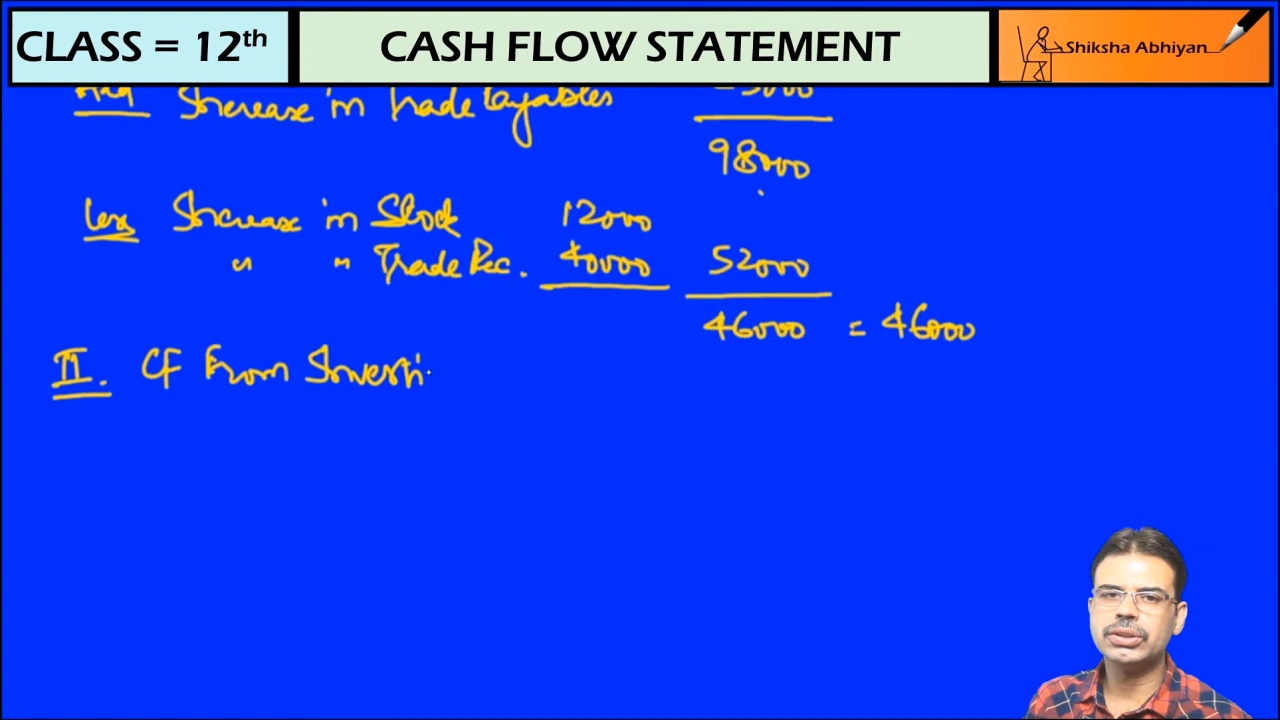 CLASS = 12th
CASH FLOW STATEMENT
Shiksha Abhiyan
Increase in Trade Payables
98000
Less Increase in Stock 12000
" " Trade Rec. 40000 52000
46000 = 46000
II. CF From Investi